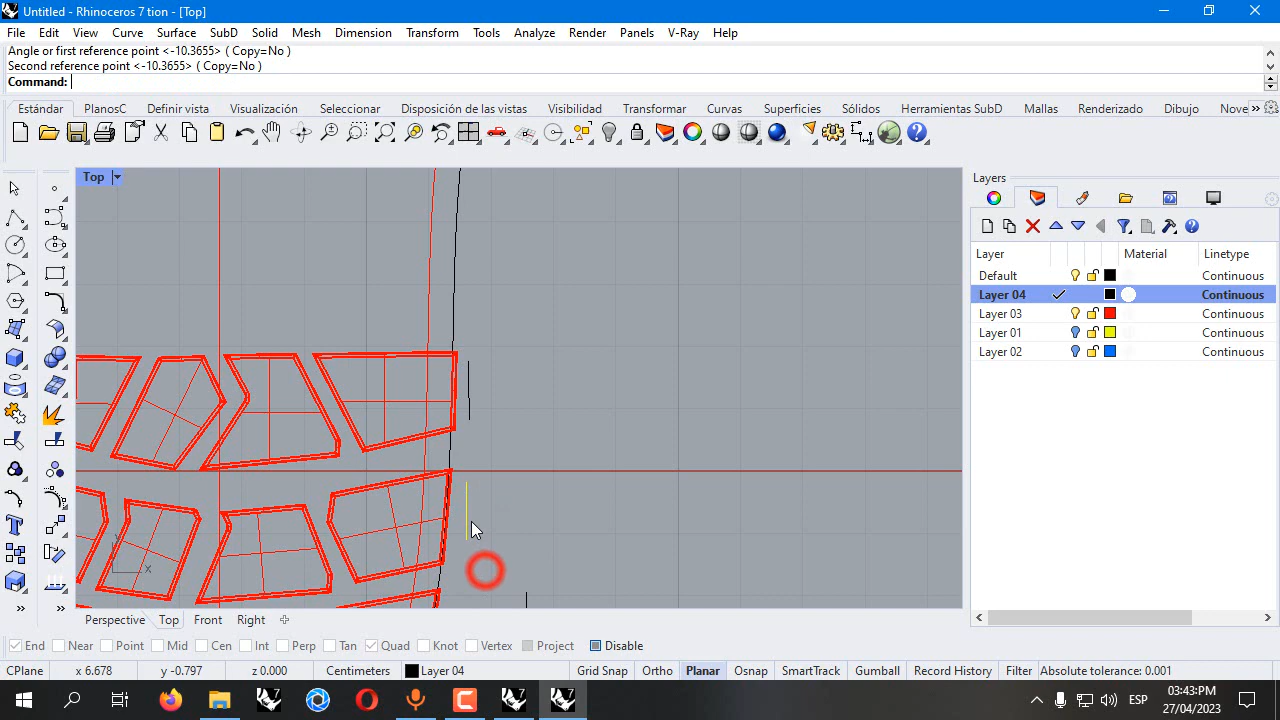 Untitled - Rhinoceros 7 tion - [Top]
File Edit View Curve Surface SubD Solid Mesh Dimension Transform Tools Analyze Render Panels V-Ray Help
Angle or first reference point <-10.3655> ( Copy=No )
Second reference point <-10.3655> ( Copy=No )
Command:
Estándar PlanosC Definir vista Visualización Seleccionar Disposición de las vistas Visibilidad Transformar Curvas Superficies Sólidos Herramientas SubD Mallas Renderizado Dibujo Nove »
Top
Layers
Layer Material Linetype
Default Continuous
Layer 04 Continuous
Layer 03 Continuous
Layer 01 Continuous
Layer 02 Continuous
y
x
Perspective Top Front Right
End Near Point Mid Cen Int Perp Tan Quad Knot Vertex Project Disable
CPlane x 6.678 y -0.797 z 0.000 Centimeters Layer 04 Grid Snap Ortho Planar Osnap SmartTrack Gumball Record History Filter Absolute tolerance: 0.001
ESP
03:43:PM
27/04/2023